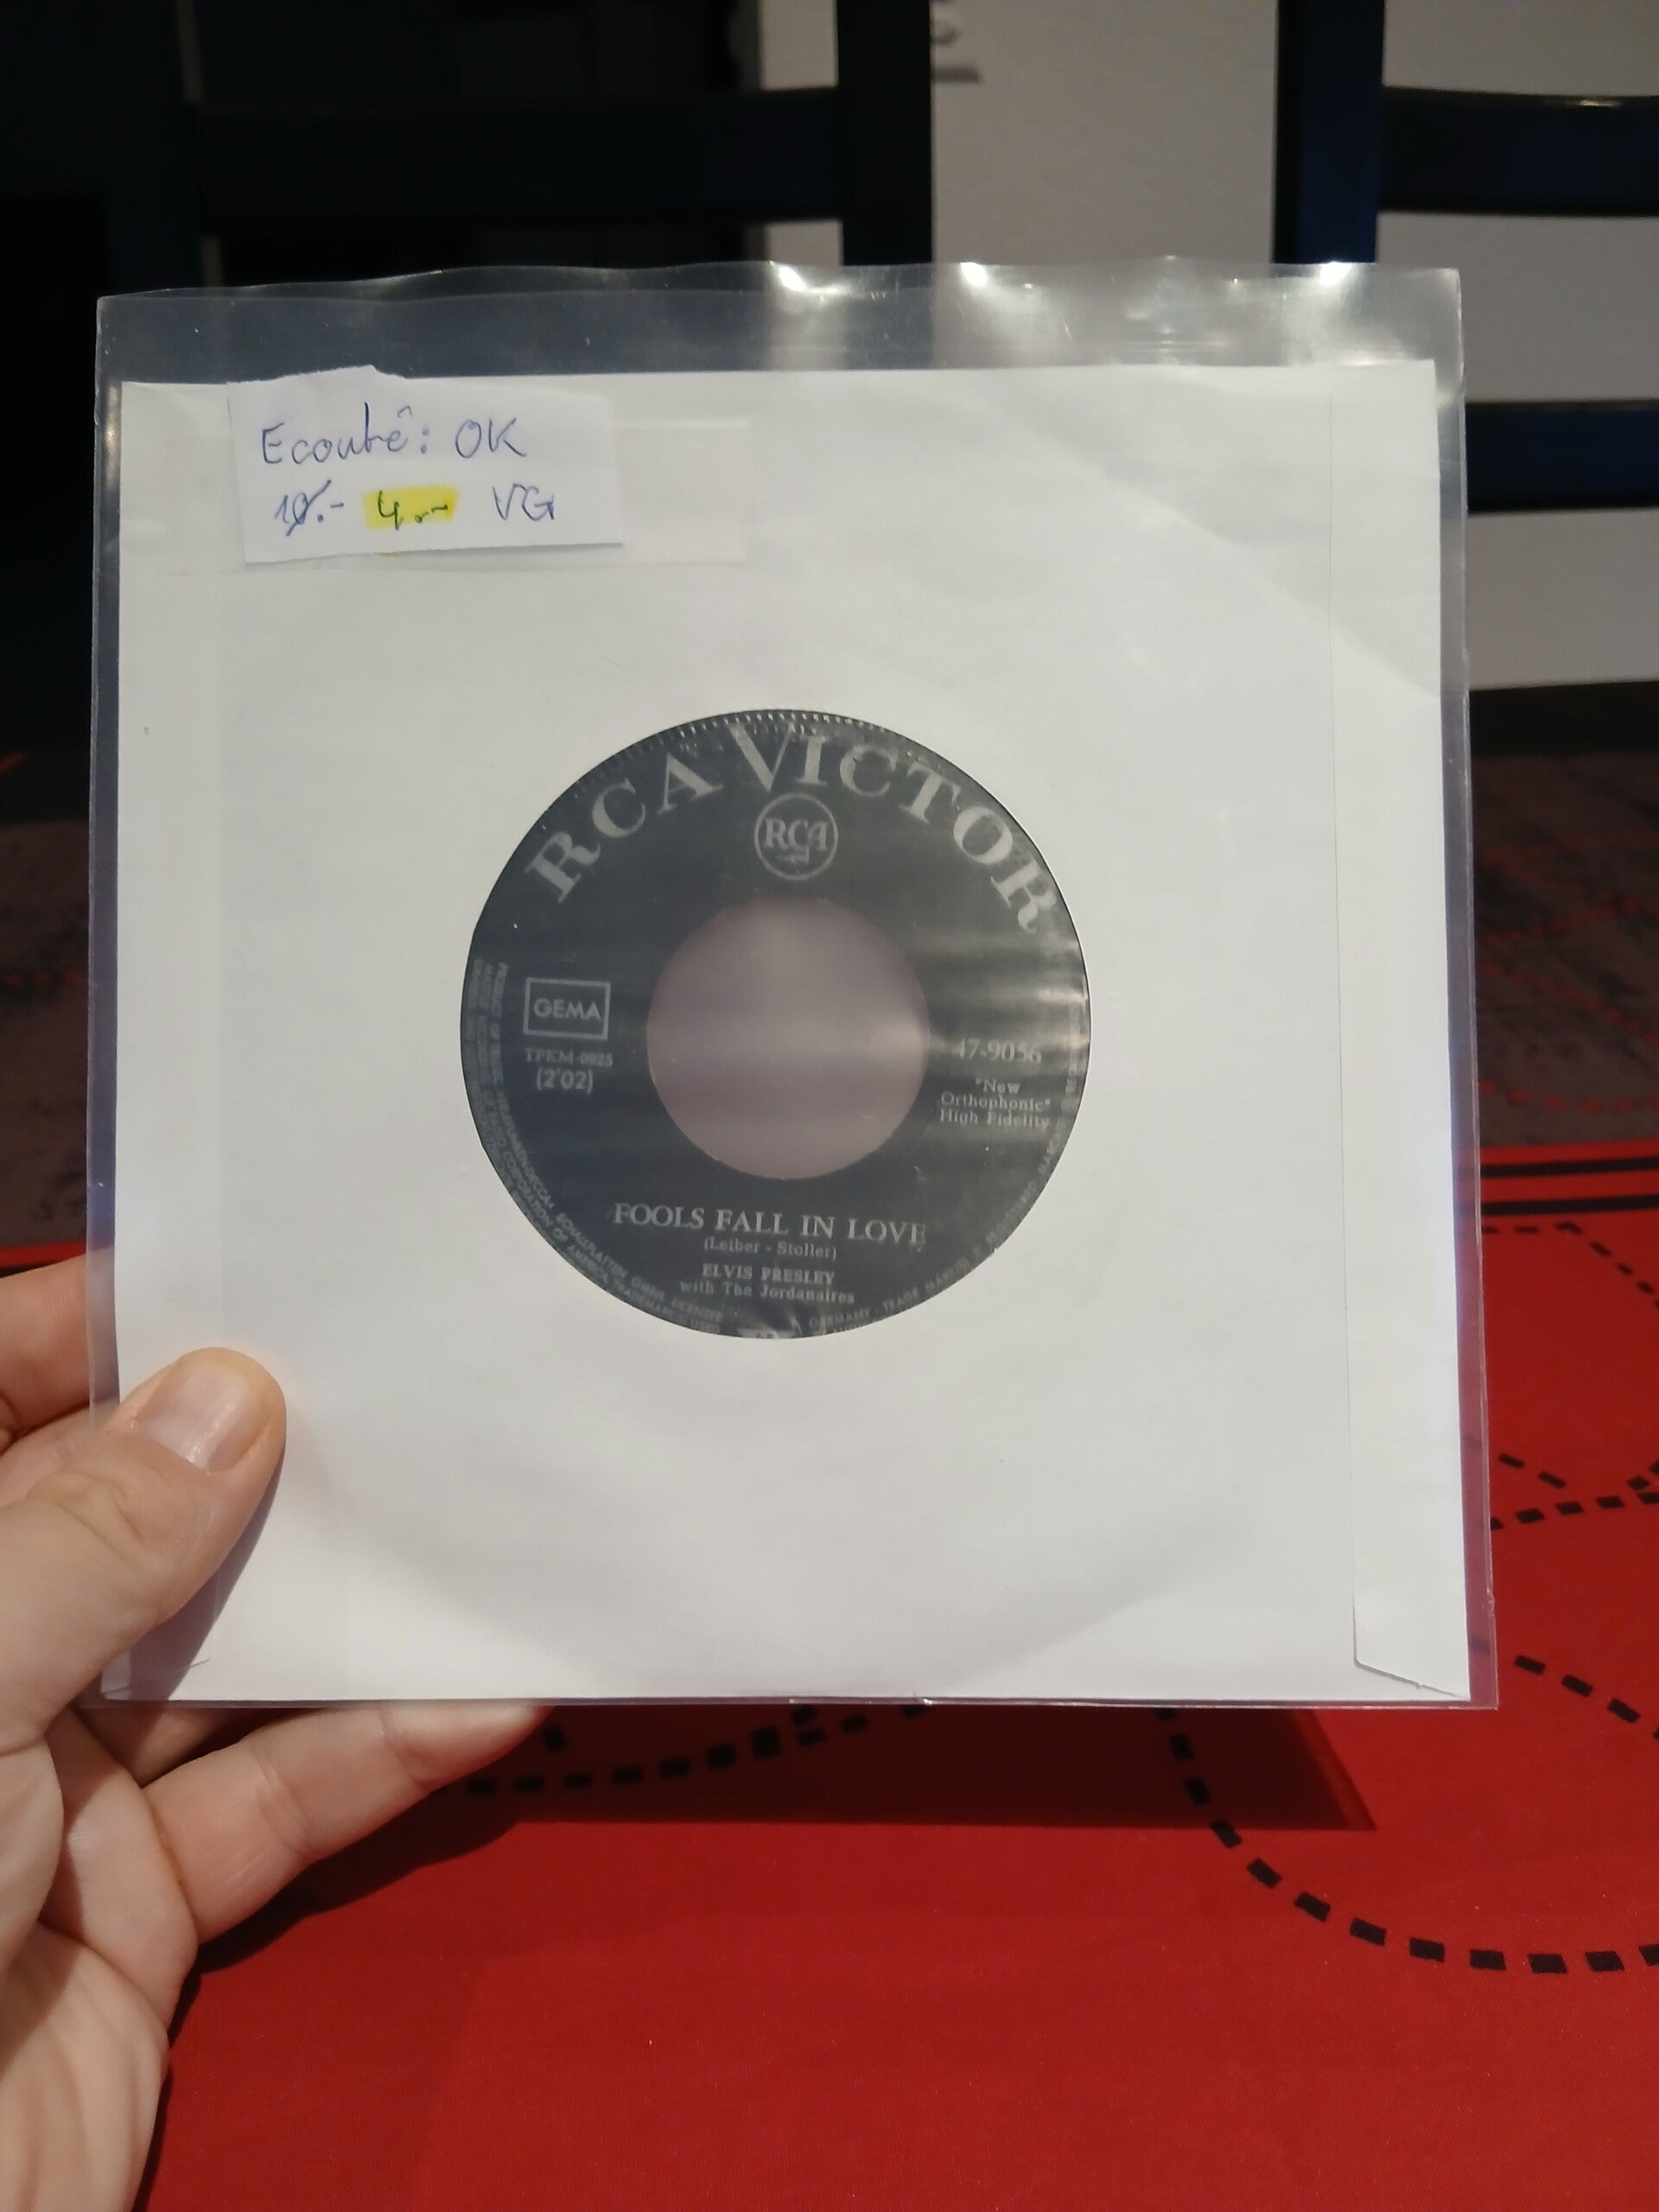 Ecouté: OK
10.- 4.- VG
RCA VICTOR
RCA
GEMA
TPKM-0925
(2'02)
47-9056
"New
Orthophonic"
High Fidelity
FOOLS FALL IN LOVE
(Leiber - Stoller)
ELVIS PRESLEY
with The Jordanaires